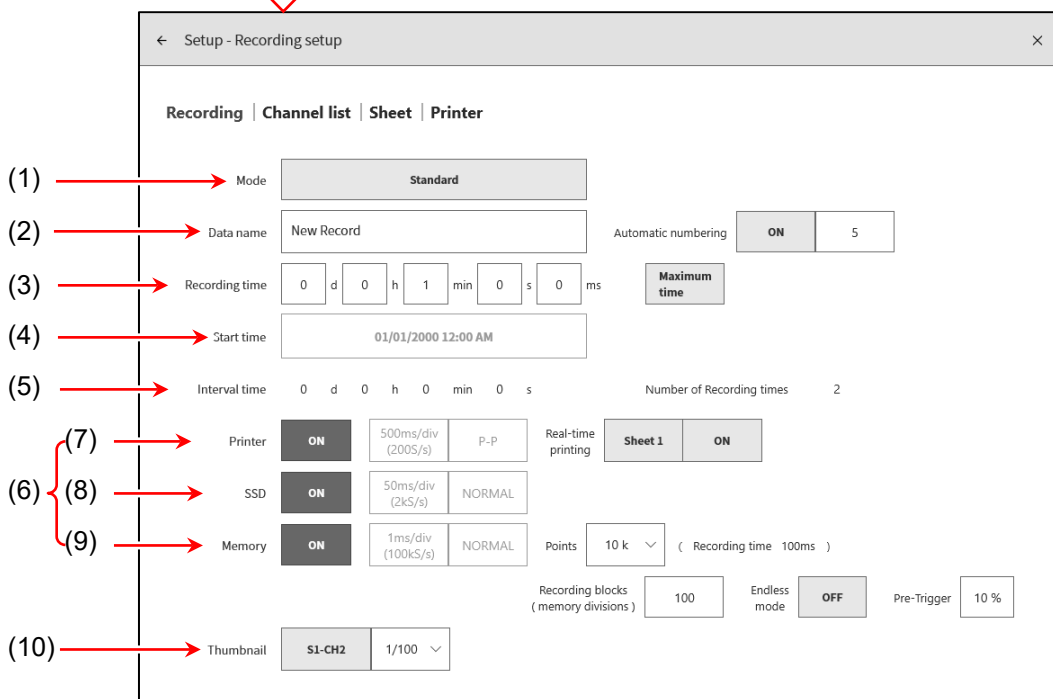 ← Setup - Recording setup ×
Recording | Channel list | Sheet | Printer
(1) Mode Standard
(2) Data name New Record Automatic numbering ON 5
(3) Recording time 0 d 0 h 1 min 0 s 0 ms Maximum time
(4) Start time 01/01/2000 12:00 AM
(5) Interval time 0 d 0 h 0 min 0 s Number of Recording times 2
(6)
(7) Printer ON 500ms/div (200S/s) P-P Real-time printing Sheet 1 ON
(8) SSD ON 50ms/div (2kS/s) NORMAL
(9) Memory ON 1ms/div (100kS/s) NORMAL Points 10 k ( Recording time 100ms )
Recording blocks ( memory divisions ) 100 Endless mode OFF Pre-Trigger 10 %
(10) Thumbnail S1-CH2 1/100